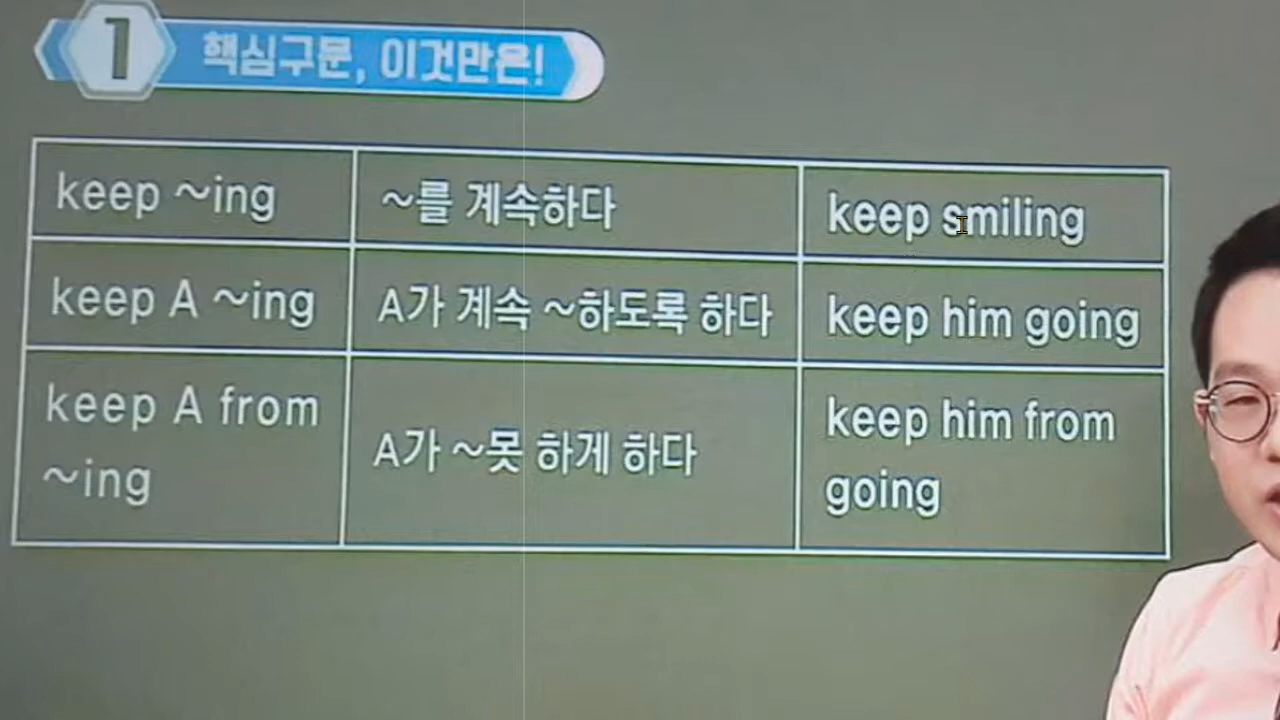 1 핵심구문, 이것만은!
keep ~ing ~를 계속하다 keep smiling
keep A ~ing A가 계속 ~하도록 하다 keep him going
keep A from
~ing
A가 ~못 하게 하다
keep him from
going